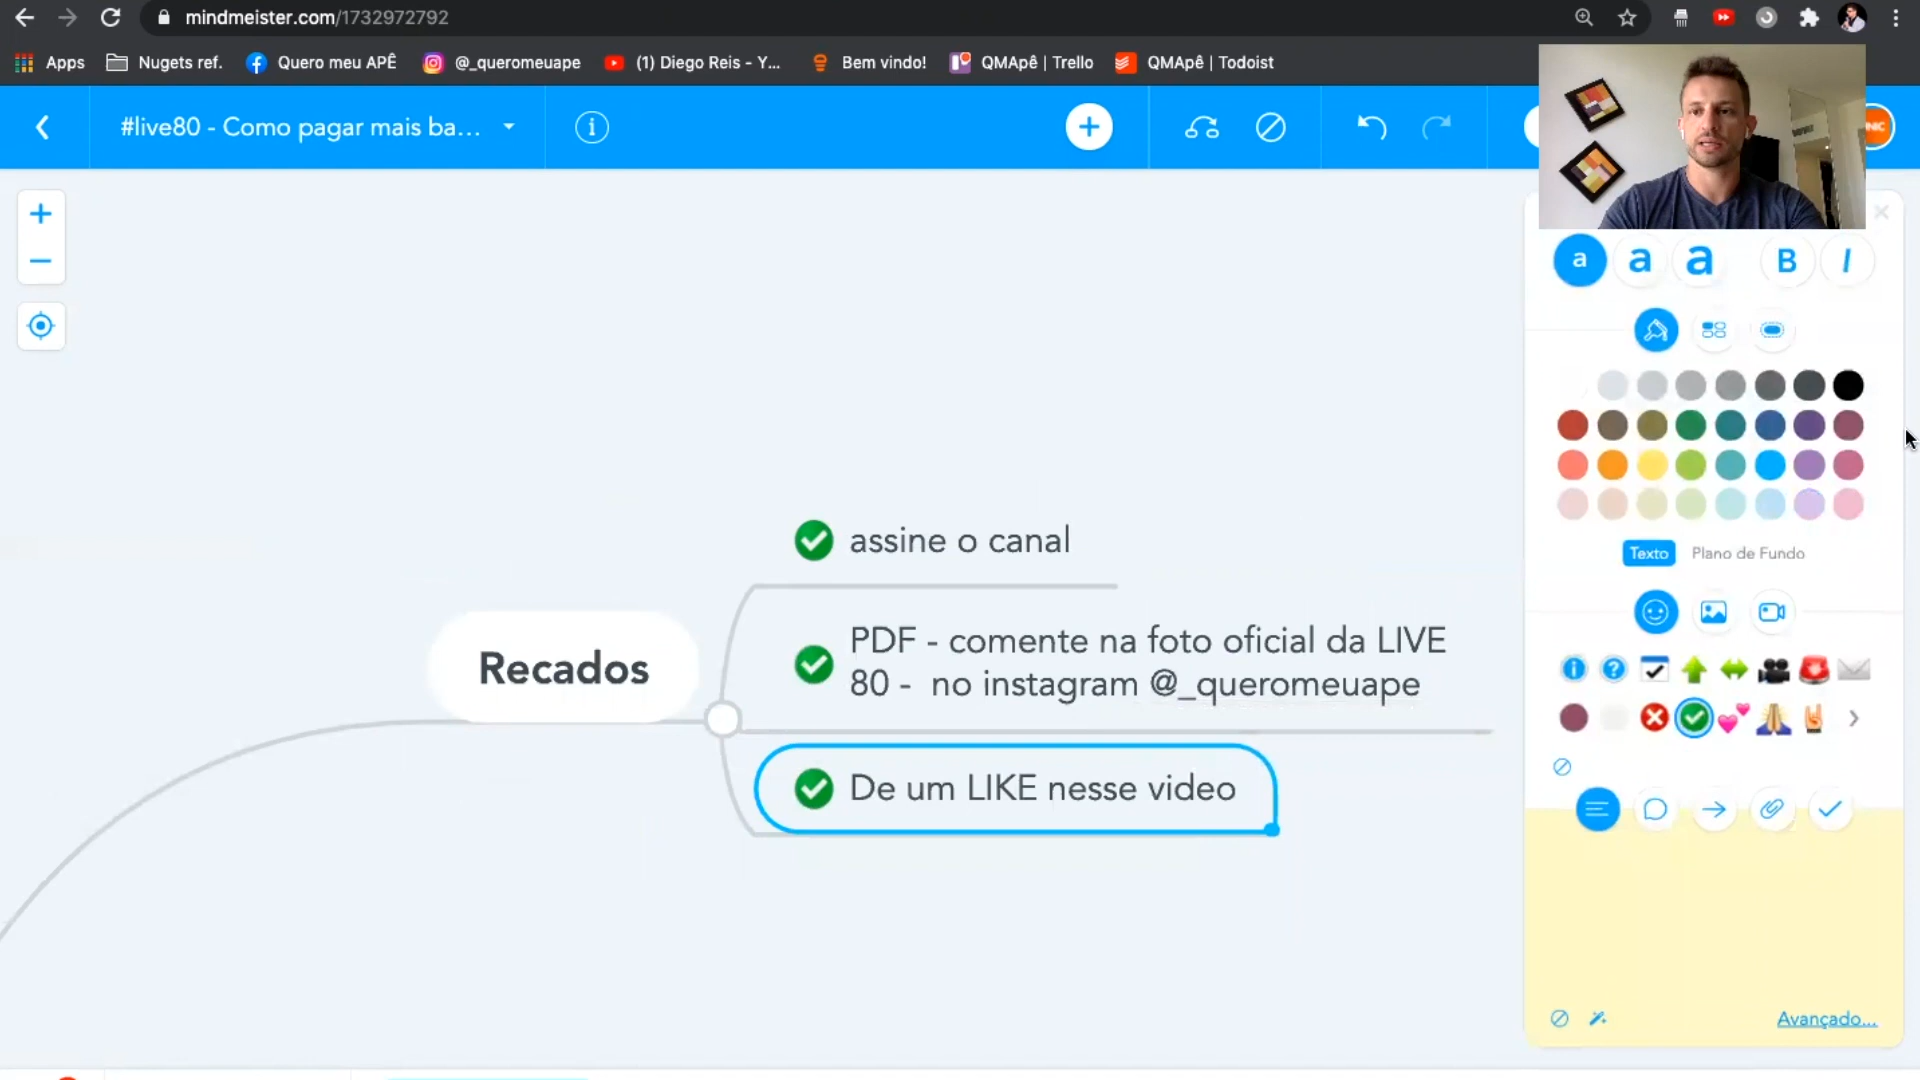 mindmeister.com/1732972792
Apps
Nugets ref.
Quero meu APÊ
@_queromeuape
(1) Diego Reis - Y...
Bem vindo!
QMApê | Trello
QMApê | Todoist
#live80 - Como pagar mais ba...
a a a B I
assine o canal
Recados
PDF - comente na foto oficial da LIVE
80 - no instagram @_queromeuape
De um LIKE nesse video
Texto
Plano de Fundo
Avançado...